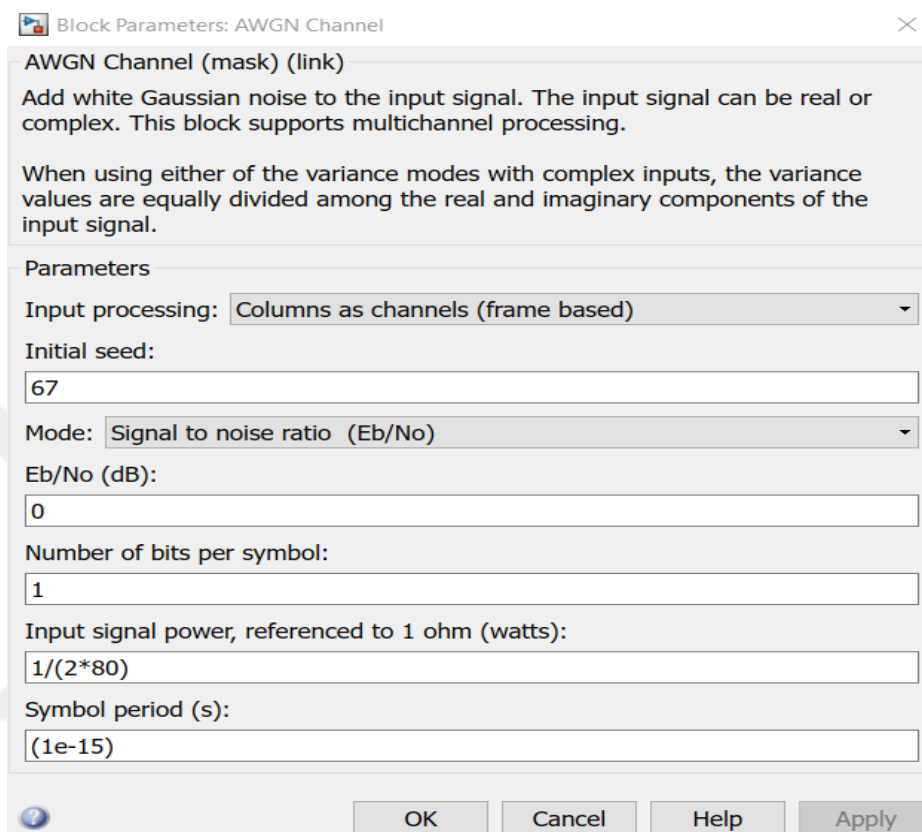 Block Parameters: AWGN Channel
AWGN Channel (mask) (link)
Add white Gaussian noise to the input signal. The input signal can be real or
complex. This block supports multichannel processing.
When using either of the variance modes with complex inputs, the variance
values are equally divided among the real and imaginary components of the
input signal.
Parameters
Input processing: Columns as channels (frame based)
Initial seed:
67
Mode: Signal to noise ratio (Eb/No)
Eb/No (dB):
0
Number of bits per symbol:
1
Input signal power, referenced to 1 ohm (watts):
1/(2*80)
Symbol period (s):
(1e-15)
OK Cancel Help Apply